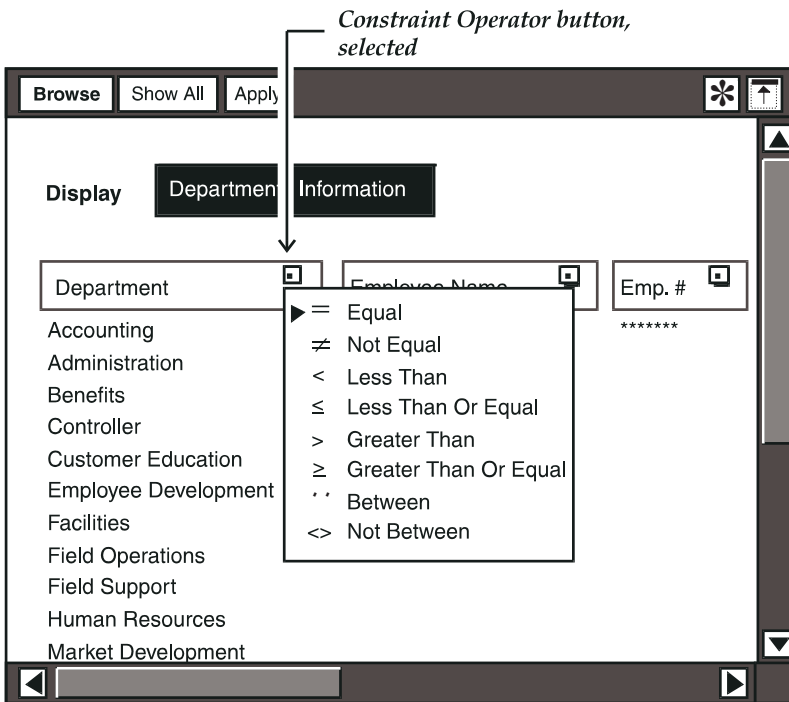 Constraint Operator button,
selected
Browse Show All Apply
Display Department Information
Department Employee Name Emp. #
Accounting *******
Administration
Benefits
Controller
Customer Education
Employee Development
Facilities
Field Operations
Field Support
Human Resources
Market Development
= Equal
≠ Not Equal
< Less Than
≤ Less Than Or Equal
> Greater Than
≥ Greater Than Or Equal
' ' Between
<> Not Between